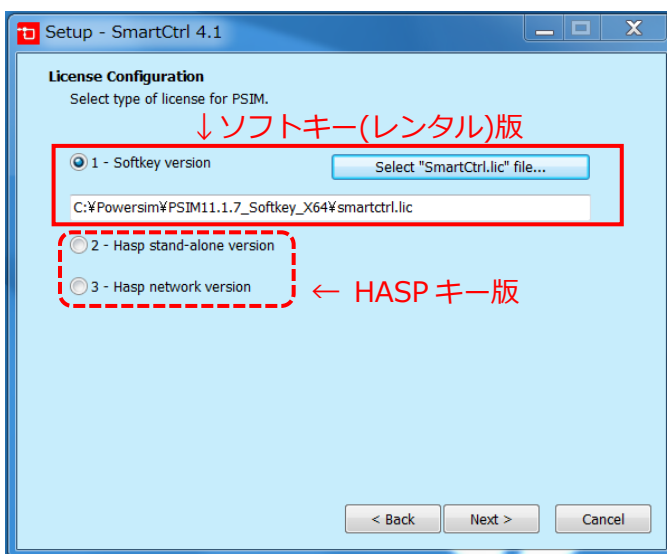 Setup - SmartCtrl 4.1
License Configuration
Select type of license for PSIM.
↓ソフトキー(レンタル)版
1 - Softkey version
Select "SmartCtrl.lic" file...
C:¥Powersim¥PSIM11.1.7_Softkey_X64¥smartctrl.lic
2 - Hasp stand-alone version
3 - Hasp network version
← HASP キー版
< Back
Next >
Cancel